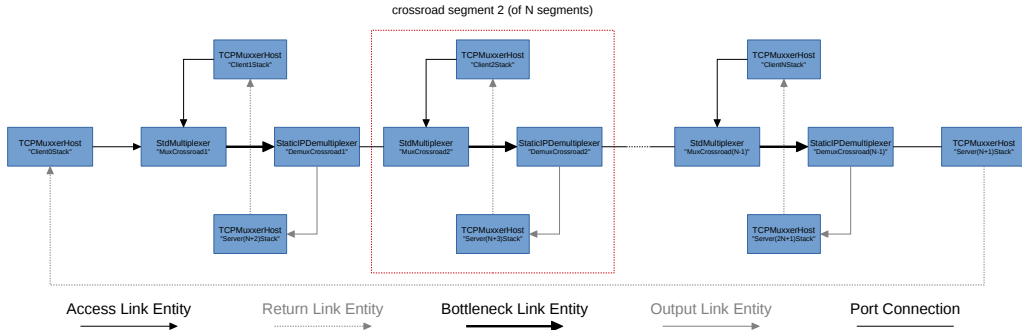 crossroad segment 2 (of N segments)
TCPMuxxerHost
"Client1Stack"
TCPMuxxerHost
"Client2Stack"
TCPMuxxerHost
"ClientNStack"
TCPMuxxerHost
"Client0Stack"
StdMultiplexer
"MuxCrossroad1"
StaticIPDemultiplexer
"DemuxCrossroad1"
StdMultiplexer
"MuxCrossroad2"
StaticIPDemultiplexer
"DemuxCrossroad2"
StdMultiplexer
"MuxCrossroad(N-1)"
StaticIPDemultiplexer
"DemuxCrossroad(N-1)"
TCPMuxxerHost
"Server(N+1)Stack"
TCPMuxxerHost
"Server(N+2)Stack"
TCPMuxxerHost
"Server(N+3)Stack"
TCPMuxxerHost
"Server(2N+1)Stack"
Access Link Entity
Return Link Entity
Bottleneck Link Entity
Output Link Entity
Port Connection